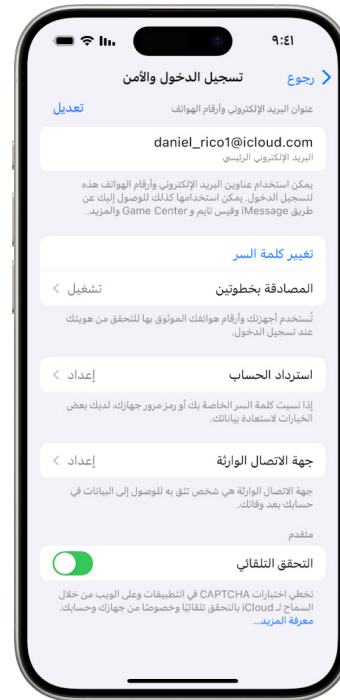 ٩:٤١
رجوع
تسجيل الدخول والأمن
عنوان البريد الإلكتروني وأرقام الهواتف
تعديل
daniel_rico1@icloud.com
البريد الإلكتروني الرئيسي
يمكن استخدام عناوين البريد الإلكتروني وأرقام الهواتف هذه
لتسجيل الدخول. يمكن استخدامها كذلك للوصول إليك عن
طريق iMessage وفيس تايم و Game Center والمزيد.
تغيير كلمة السر
المصادقة بخطوتين
تشغيل
تُستخدم أجهزتك وأرقام هواتفك الموثوق بها للتحقق من هويتك
عند تسجيل الدخول.
استرداد الحساب
إعداد
إذا نسيت كلمة السر الخاصة بك أو رمز مرور جهازك، لديك بعض
الخيارات لاستعادة بياناتك.
جهة الاتصال الوارثة
إعداد
جهة الاتصال الوارثة هي شخص تثق به للوصول إلى البيانات في
حسابك بعد وفاتك.
متقدم
التحقق التلقائي
تخطي اختبارات CAPTCHA في التطبيقات وعلى الويب من خلال
السماح لـ iCloud بالتحقق تلقائيًا وخصوصًا من جهازك وحسابك.
معرفة المزيد...